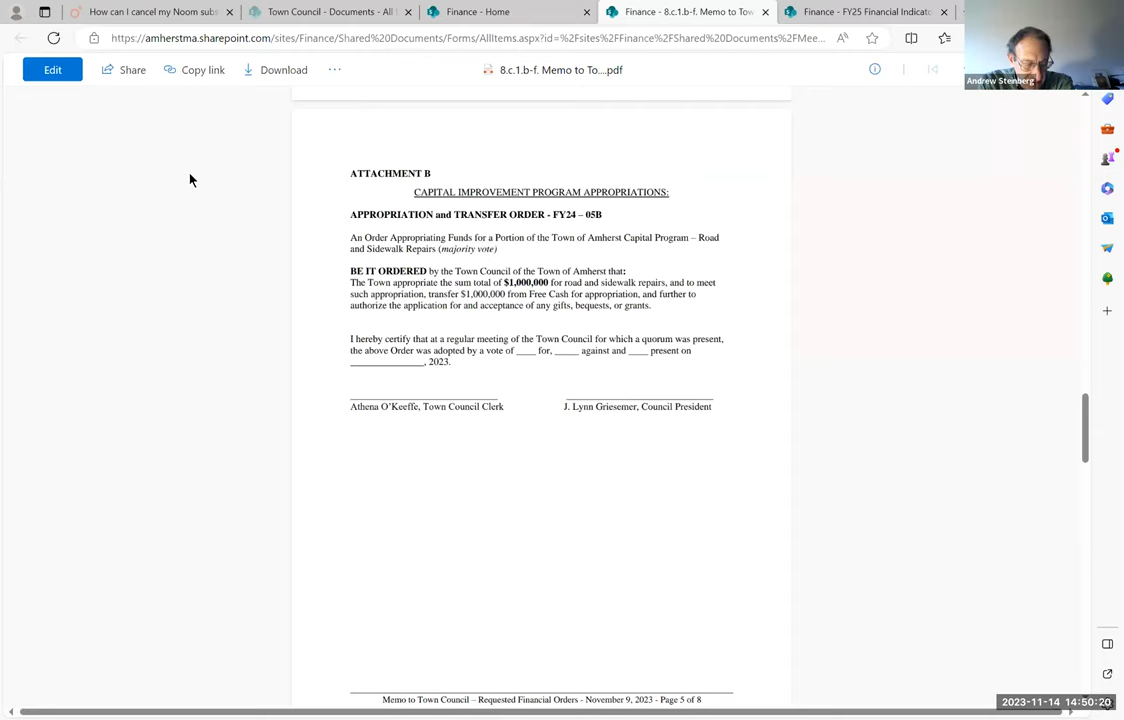 How can I cancel my Noom subs
Town Council - Documents - All
Finance - Home
Finance - 8.c.1.b-f. Memo to Tow
Finance - FY25 Financial Indicato
https://amherstma.sharepoint.com/sites/Finance/Shared%20Documents/Forms/AllItems.aspx?id=%2Fsites%2FFinance%2FShared%20Documents%2FMee...
Edit
Share
Copy link
Download
8.c.1.b-f. Memo to To....pdf
Andrew Steinberg
ATTACHMENT B
CAPITAL IMPROVEMENT PROGRAM APPROPRIATIONS:
APPROPRIATION and TRANSFER ORDER - FY24 – 05B
An Order Appropriating Funds for a Portion of the Town of Amherst Capital Program – Road
and Sidewalk Repairs (majority vote)
BE IT ORDERED by the Town Council of the Town of Amherst that:
The Town appropriate the sum total of $1,000,000 for road and sidewalk repairs, and to meet
such appropriation, transfer $1,000,000 from Free Cash for appropriation, and further to
authorize the application for and acceptance of any gifts, bequests, or grants.
I hereby certify that at a regular meeting of the Town Council for which a quorum was present,
the above Order was adopted by a vote of ____ for, _____ against and ____ present on
_______________, 2023.
Athena O'Keeffe, Town Council Clerk
J. Lynn Griesemer, Council President
Memo to Town Council – Requested Financial Orders - November 9, 2023 - Page 5 of 8
2023-11-14 14:50:20